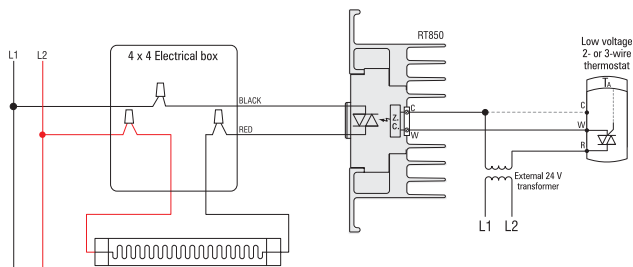 L1
L2
4 x 4 Electrical box
BLACK
RED
RT850
Z.
C.
C
W
Low voltage
2- or 3-wire
thermostat
TA
C
W
R
External 24 V
transformer
L1
L2